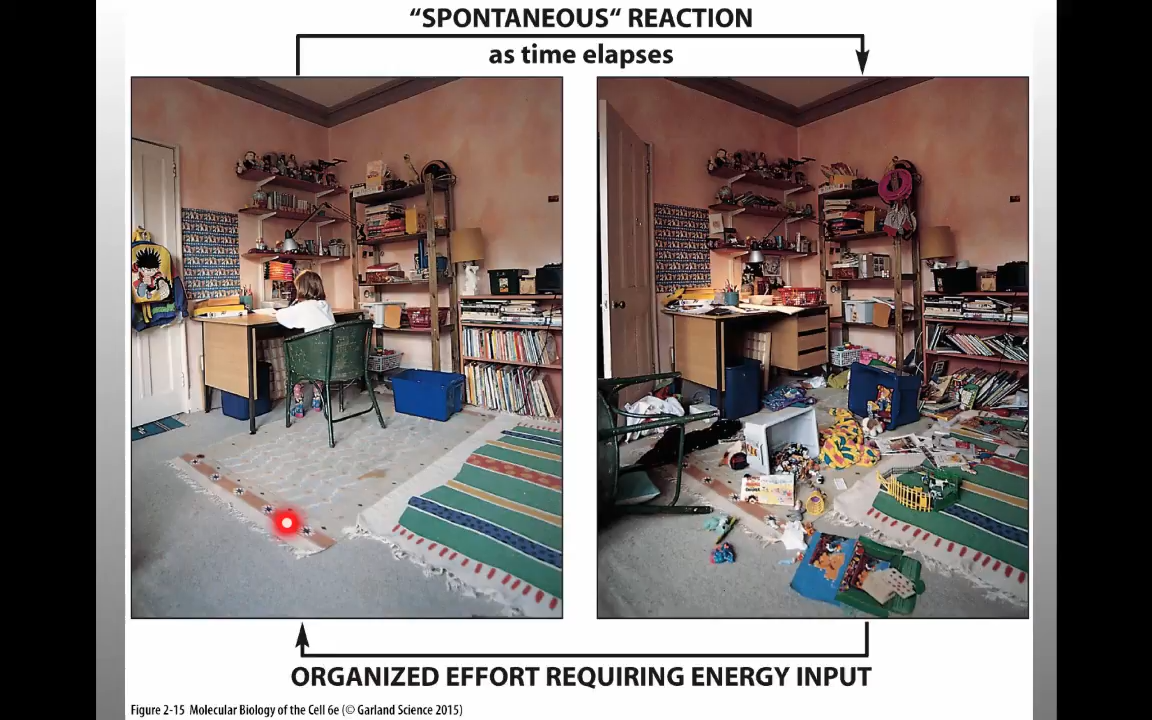 “SPONTANEOUS“ REACTION
as time elapses
ORGANIZED EFFORT REQUIRING ENERGY INPUT
Figure 2-15 Molecular Biology of the Cell 6e (© Garland Science 2015)